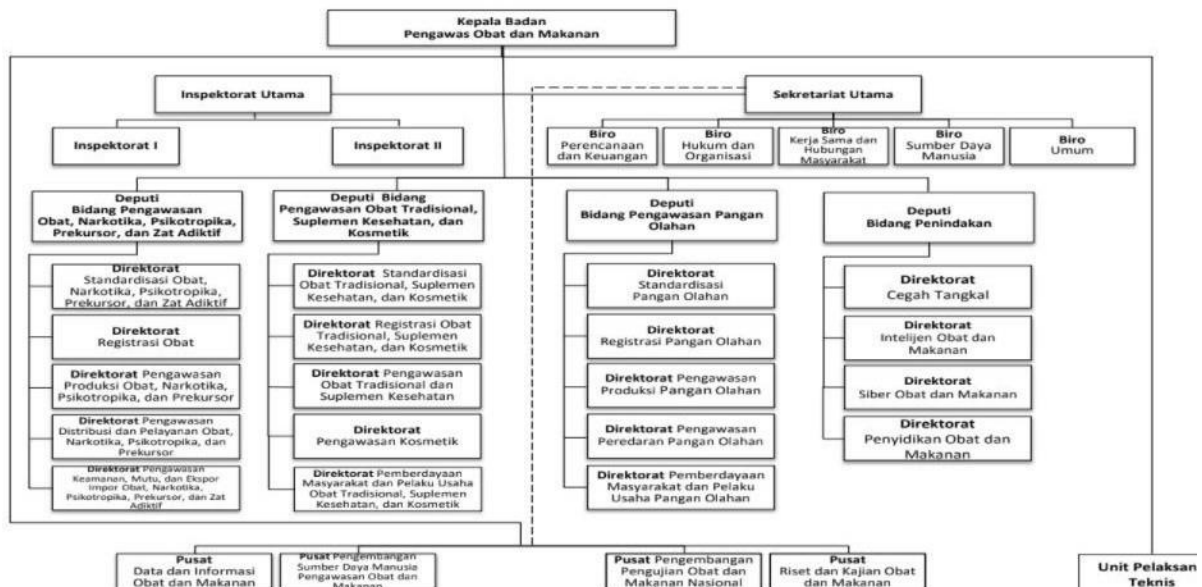 Kepala Badan
Pengawas Obat dan Makanan
Inspektorat Utama
Sekretariat Utama
Inspektorat I
Inspektorat II
Biro
Perencanaan
dan Keuangan
Biro
Hukum dan
Organisasi
Biro
Kerja Sama dan
Hubungan
Masyarakat
Biro
Sumber Daya
Manusia
Biro
Umum
Deputi
Bidang Pengawasan
Obat, Narkotika, Psikotropika,
Prekursor, dan Zat Adiktif
Deputi Bidang
Pengawasan Obat Tradisional,
Suplemen Kesehatan, dan
Kosmetik
Deputi
Bidang Pengawasan Pangan
Olahan
Deputi
Bidang Penindakan
Direktorat
Standardisasi Obat,
Narkotika, Psikotropika,
Prekursor, dan Zat Adiktif
Direktorat
Registrasi Obat
Direktorat Pengawasan
Produksi Obat, Narkotika,
Psikotropika, dan Prekursor
Direktorat Pengawasan
Distribusi dan Pelayanan Obat,
Narkotika, Psikotropika, dan
Prekursor
Direktorat Pengawasan
Keamanan, Mutu, dan Ekspor
Impor Obat, Narkotika,
Psikotropika, Prekursor, dan Zat
Adiktif
Direktorat Standardisasi
Obat Tradisional, Suplemen
Kesehatan, dan Kosmetik
Direktorat Registrasi Obat
Tradisional, Suplemen
Kesehatan, dan Kosmetik
Direktorat Pengawasan
Obat Tradisional dan
Suplemen Kesehatan
Direktorat
Pengawasan Kosmetik
Direktorat Pemberdayaan
Masyarakat dan Pelaku Usaha
Obat Tradisional, Suplemen
Kesehatan, dan Kosmetik
Direktorat
Standardisasi
Pangan Olahan
Direktorat
Registrasi Pangan Olahan
Direktorat Pengawasan
Produksi Pangan Olahan
Direktorat Pengawasan
Peredaran Pangan Olahan
Direktorat Pemberdayaan
Masyarakat dan Pelaku
Usaha Pangan Olahan
Direktorat
Cegah Tangkal
Direktorat
Intelijen Obat dan
Makanan
Direktorat
Siber Obat dan Makanan
Direktorat
Penyidikan Obat dan
Makanan
Pusat
Data dan Informasi
Obat dan Makanan
Pusat Pengembangan
Sumber Daya Manusia
Pengawasan Obat dan
Makanan
Pusat Pengembangan
Pengujian Obat dan
Makanan Nasional
Pusat
Riset dan Kajian Obat
dan Makanan
Unit Pelaksan
Teknis